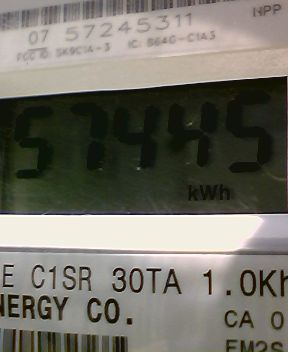 NPP
07 57245311
FCC ID: SK9C1A-3 IC: 864G-C1A3
57445
kWh
E C1SR 30TA 1.0Kh
NERGY CO.
CA 0
EM2S